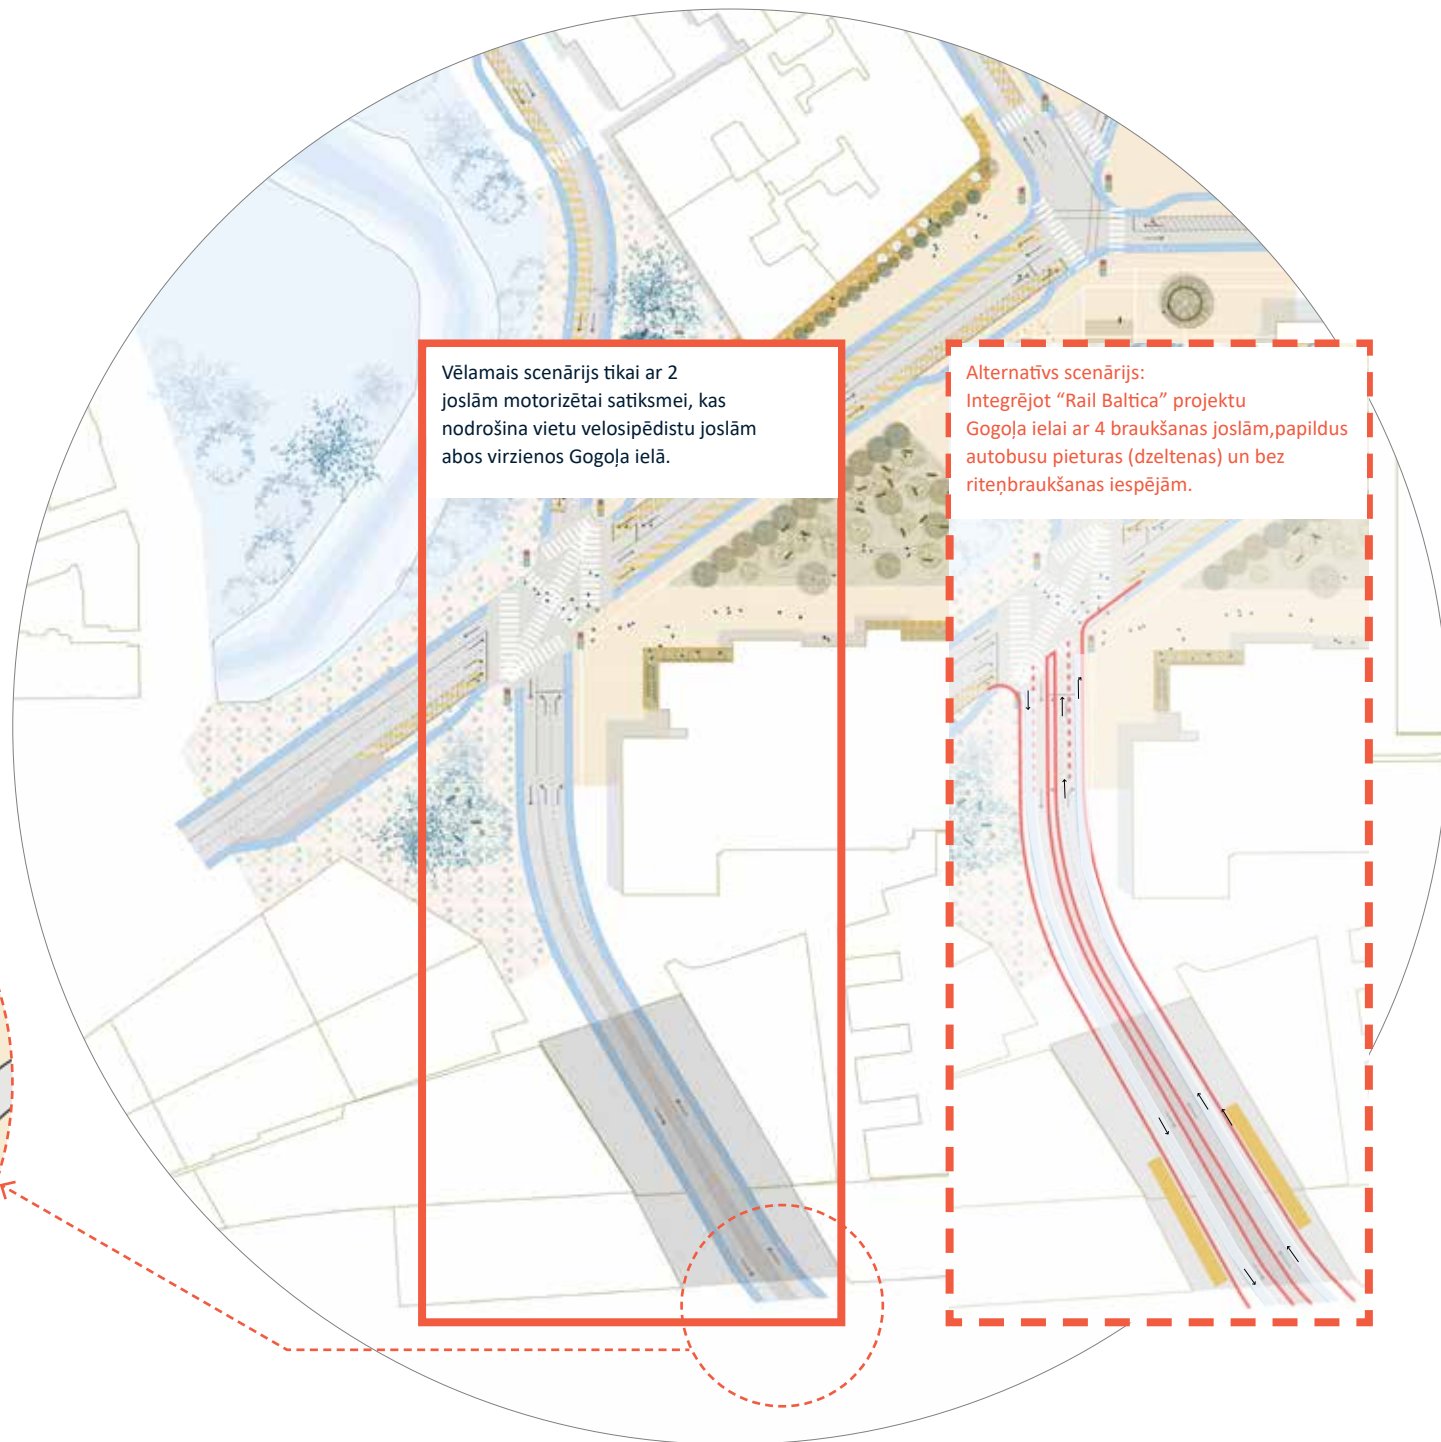 Vēlamais scenārijs tikai ar 2
joslām motorizētai satiksmei, kas
nodrošina vietu velosipēdistu joslām
abos virzienos Gogoļa ielā.
Alternatīvs scenārijs:
Integrējot “Rail Baltica” projektu
Gogoļa ielai ar 4 braukšanas joslām,papildus
autobusu pieturas (dzeltenas) un bez
riteņbraukšanas iespējām.